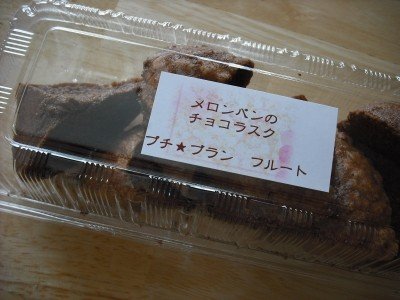 メロンパンの
チョコラスク
プチ★ブラン　フルート